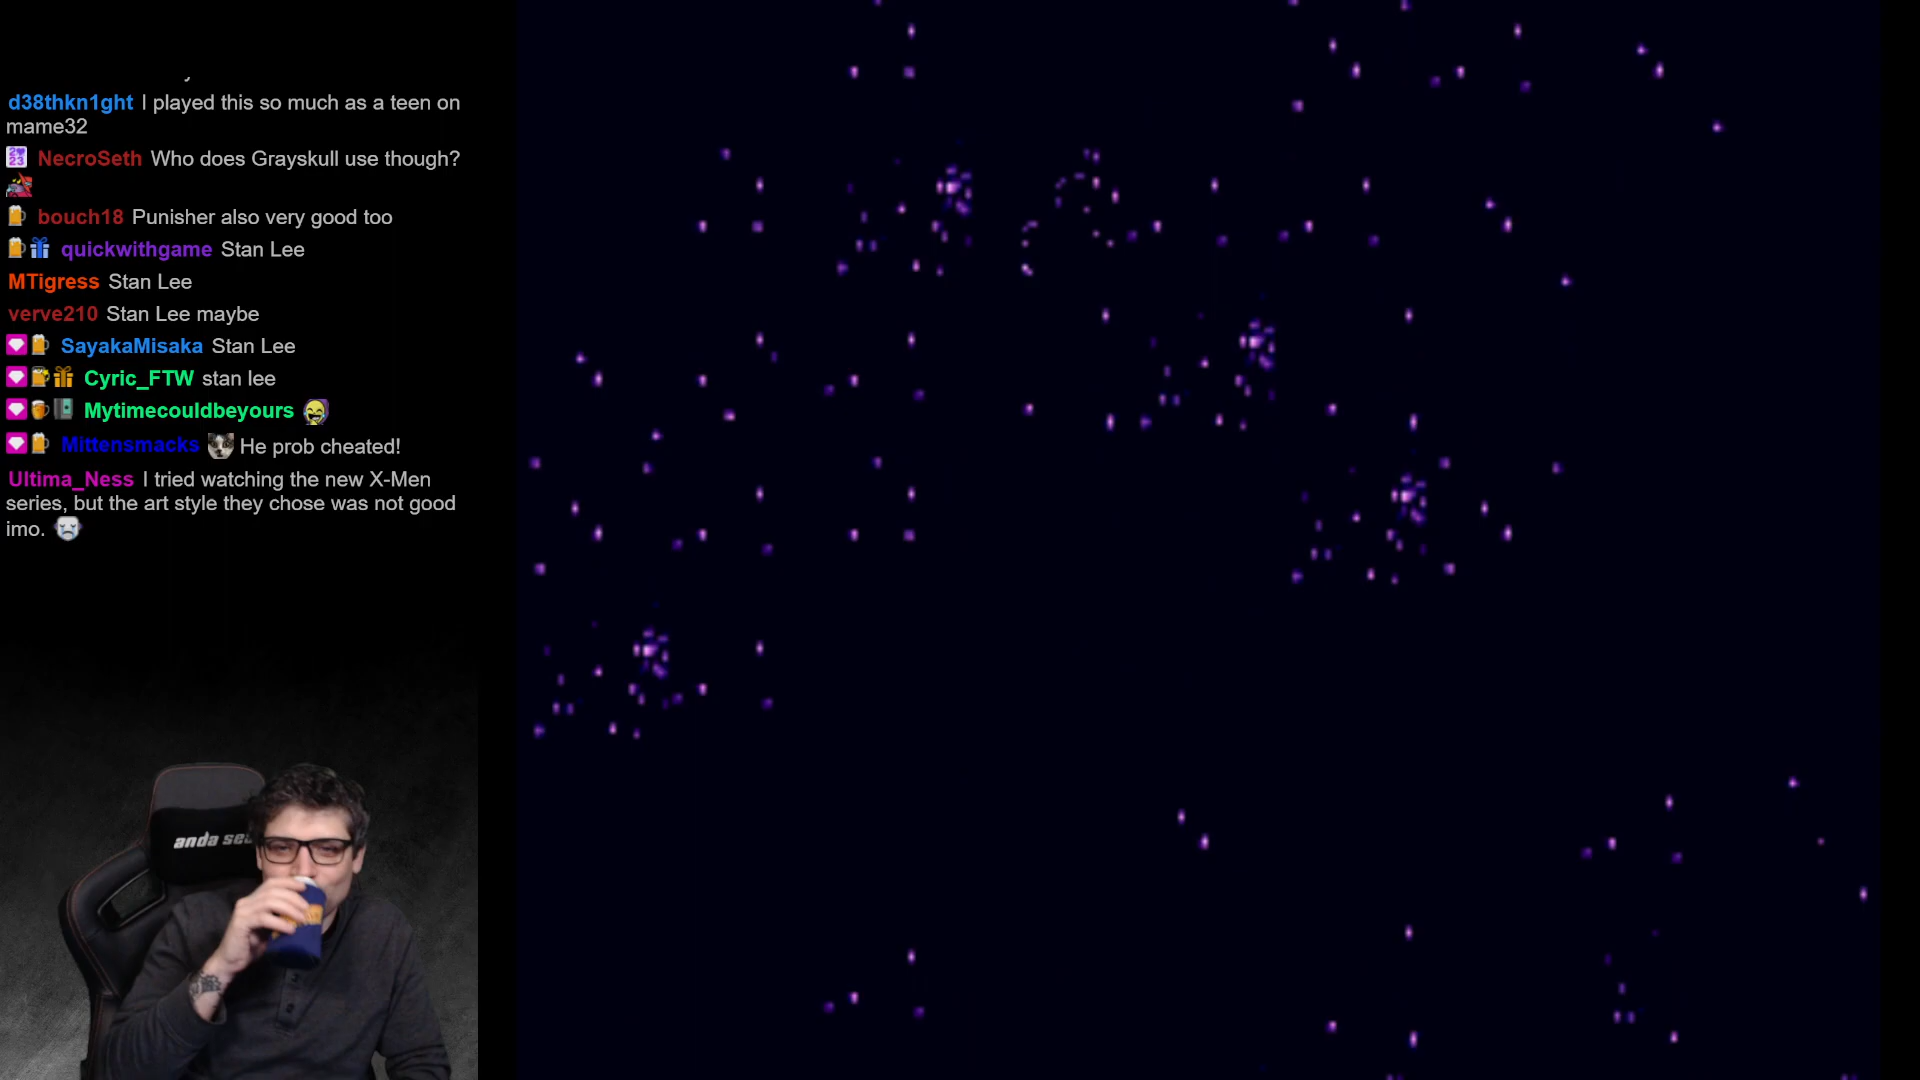 d38thkn1ght I played this so much as a teen on
mame32
NecroSeth Who does Grayskull use though?
bouch18 Punisher also very good too
quickwithgame Stan Lee
MTigress Stan Lee
verve210 Stan Lee maybe
SayakaMisaka Stan Lee
Cyric_FTW stan lee
Mytimecouldbeyours
Mittensmacks He prob cheated!
Ultima_Ness I tried watching the new X-Men
series, but the art style they chose was not good
imo.
anda sea